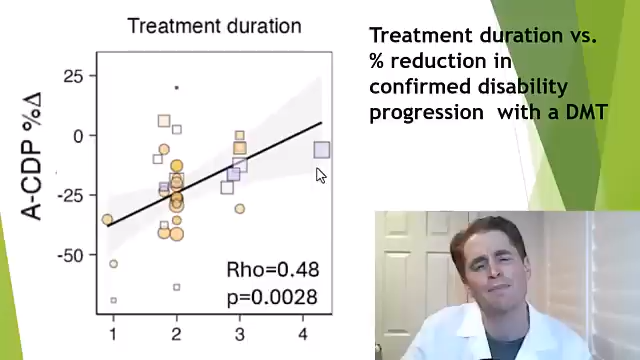 Treatment duration
Treatment duration vs.
% reduction in
confirmed disability
progression with a DMT
A-CDP %Δ
25
0
-25
-50
Rho=0.48
p=0.0028
1
2
3
4